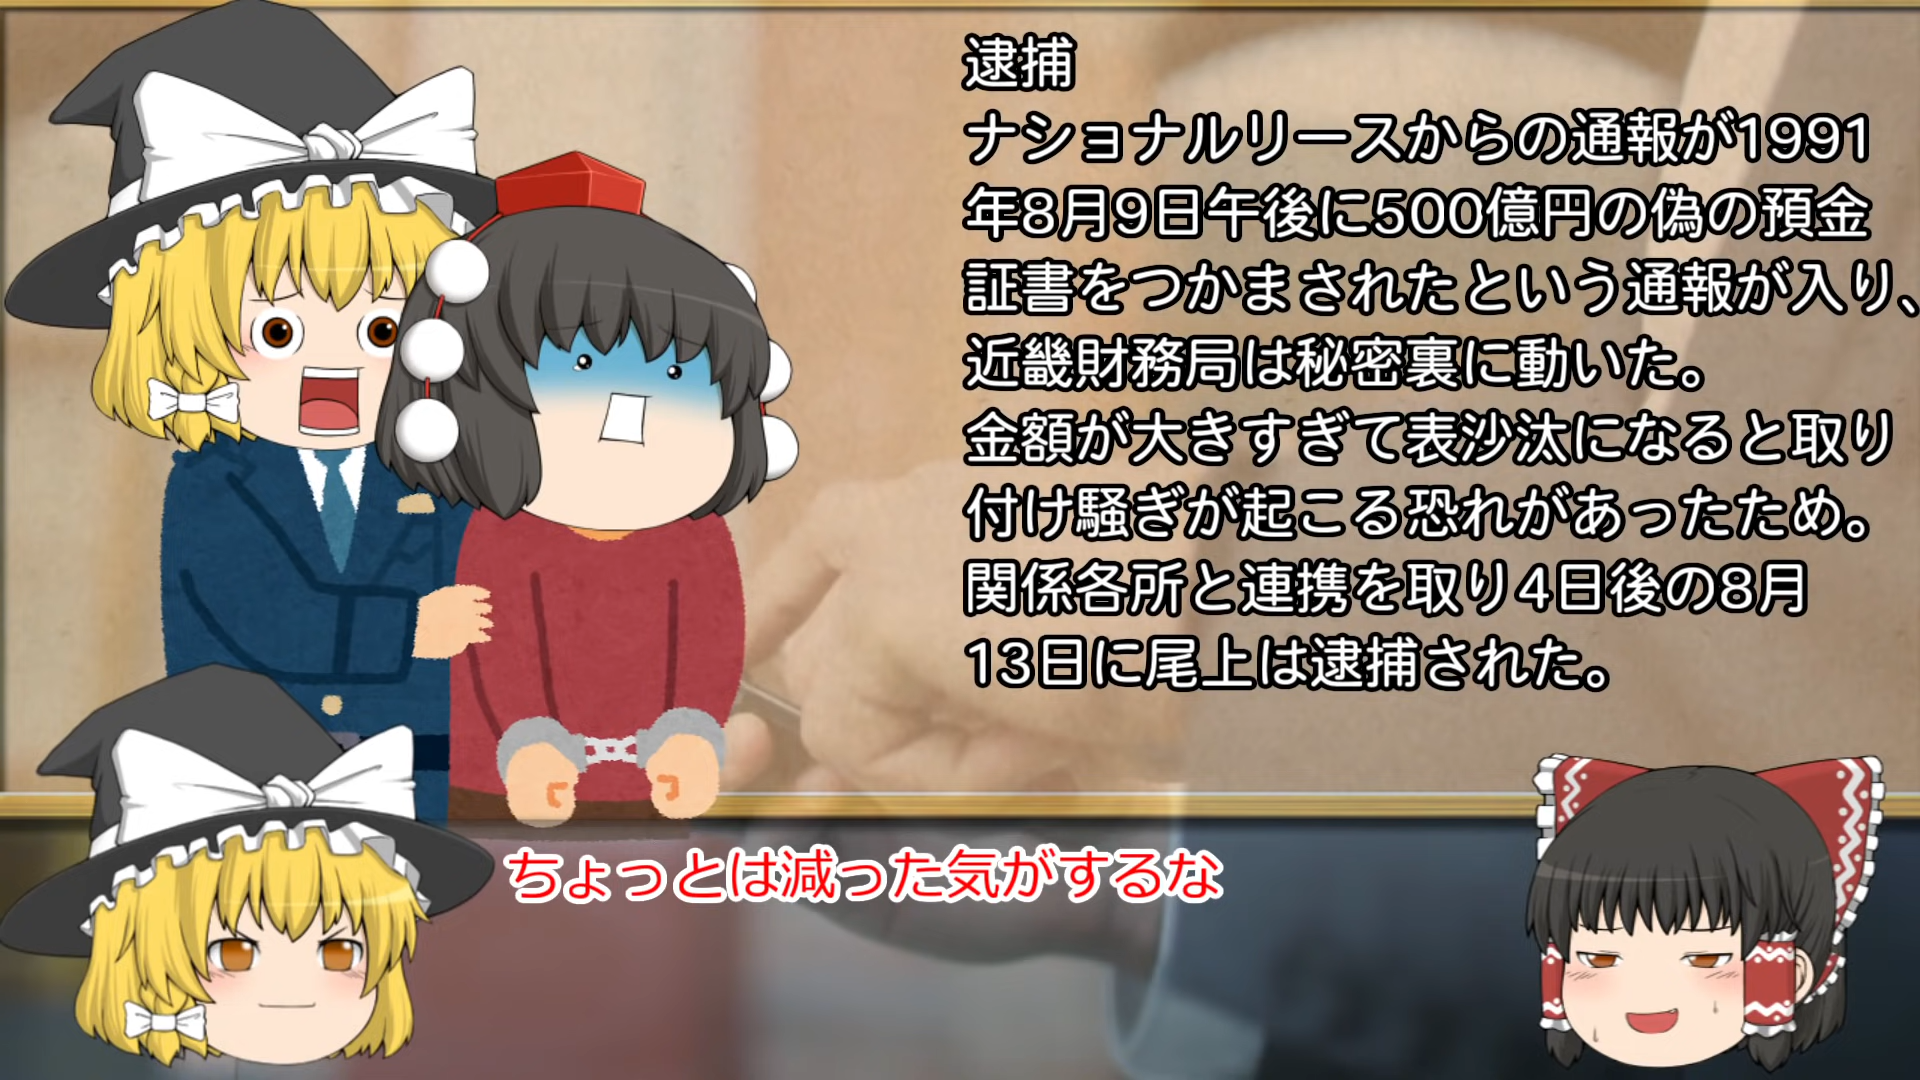 逮捕
ナショナルリースからの通報が1991
年8月9日午後に500億円の偽の預金
証書をつかまされたという通報が入り、
近畿財務局は秘密裏に動いた。
金額が大きすぎて表沙汰になると取り
付け騒ぎが起こる恐れがあったため。
関係各所と連携を取り4日後の8月
13日に尾上は逮捕された。
ちょっとは減った気がするな